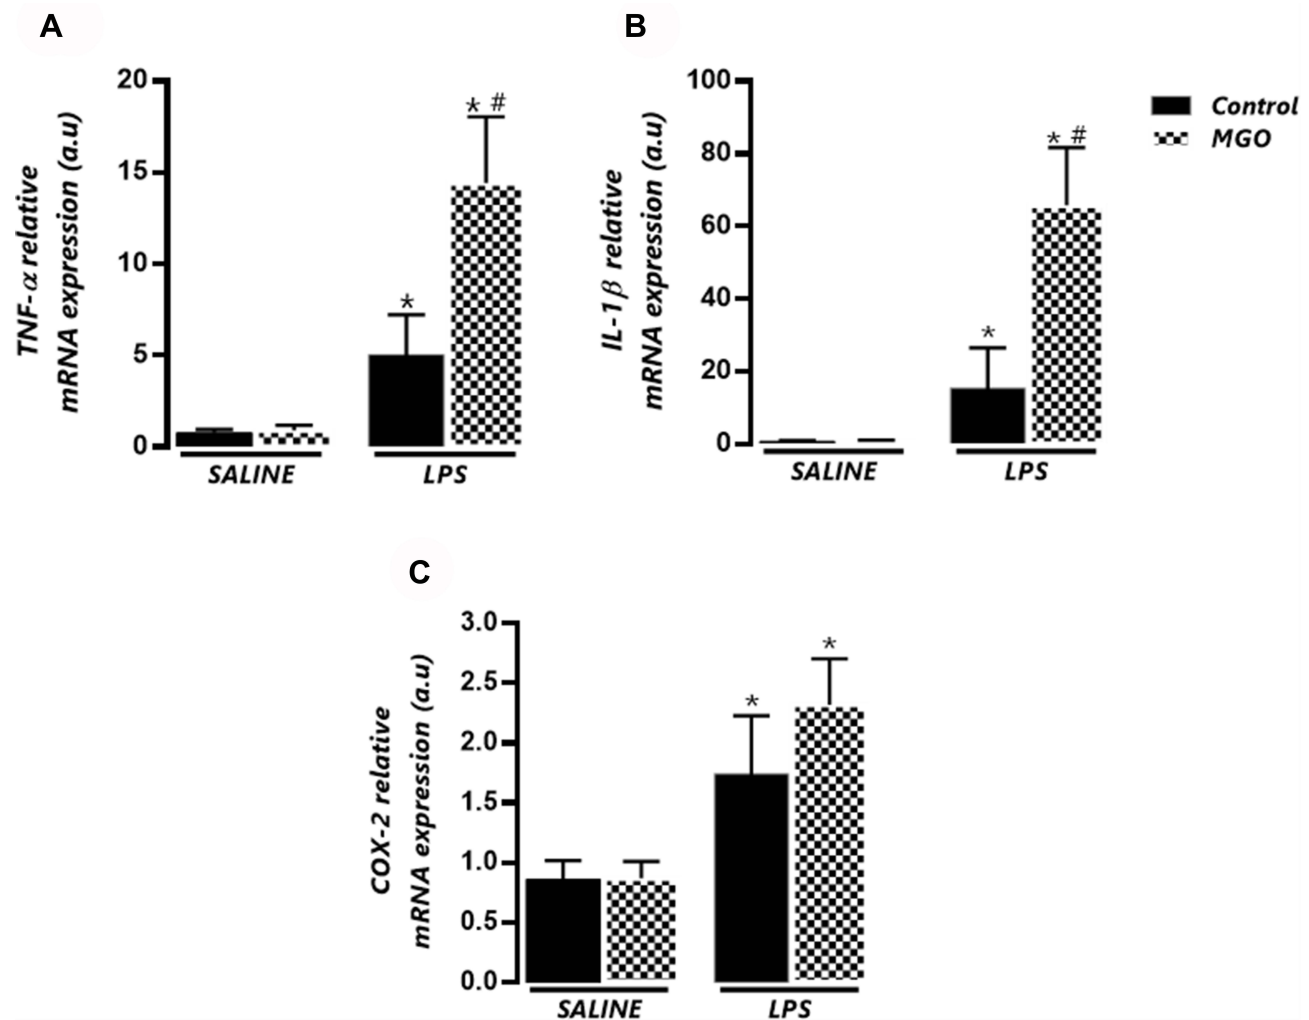 A
TNF-α relative
mRNA expression (a.u)
20
15
10
5
0
* #
*
SALINE
LPS
B
IL-1β relative
mRNA expression (a.u)
100
80
60
40
20
0
* #
*
SALINE
LPS
Control
MGO
C
COX-2 relative
mRNA expression (a.u)
3.0
2.5
2.0
1.5
1.0
0.5
0.0
*
*
SALINE
LPS